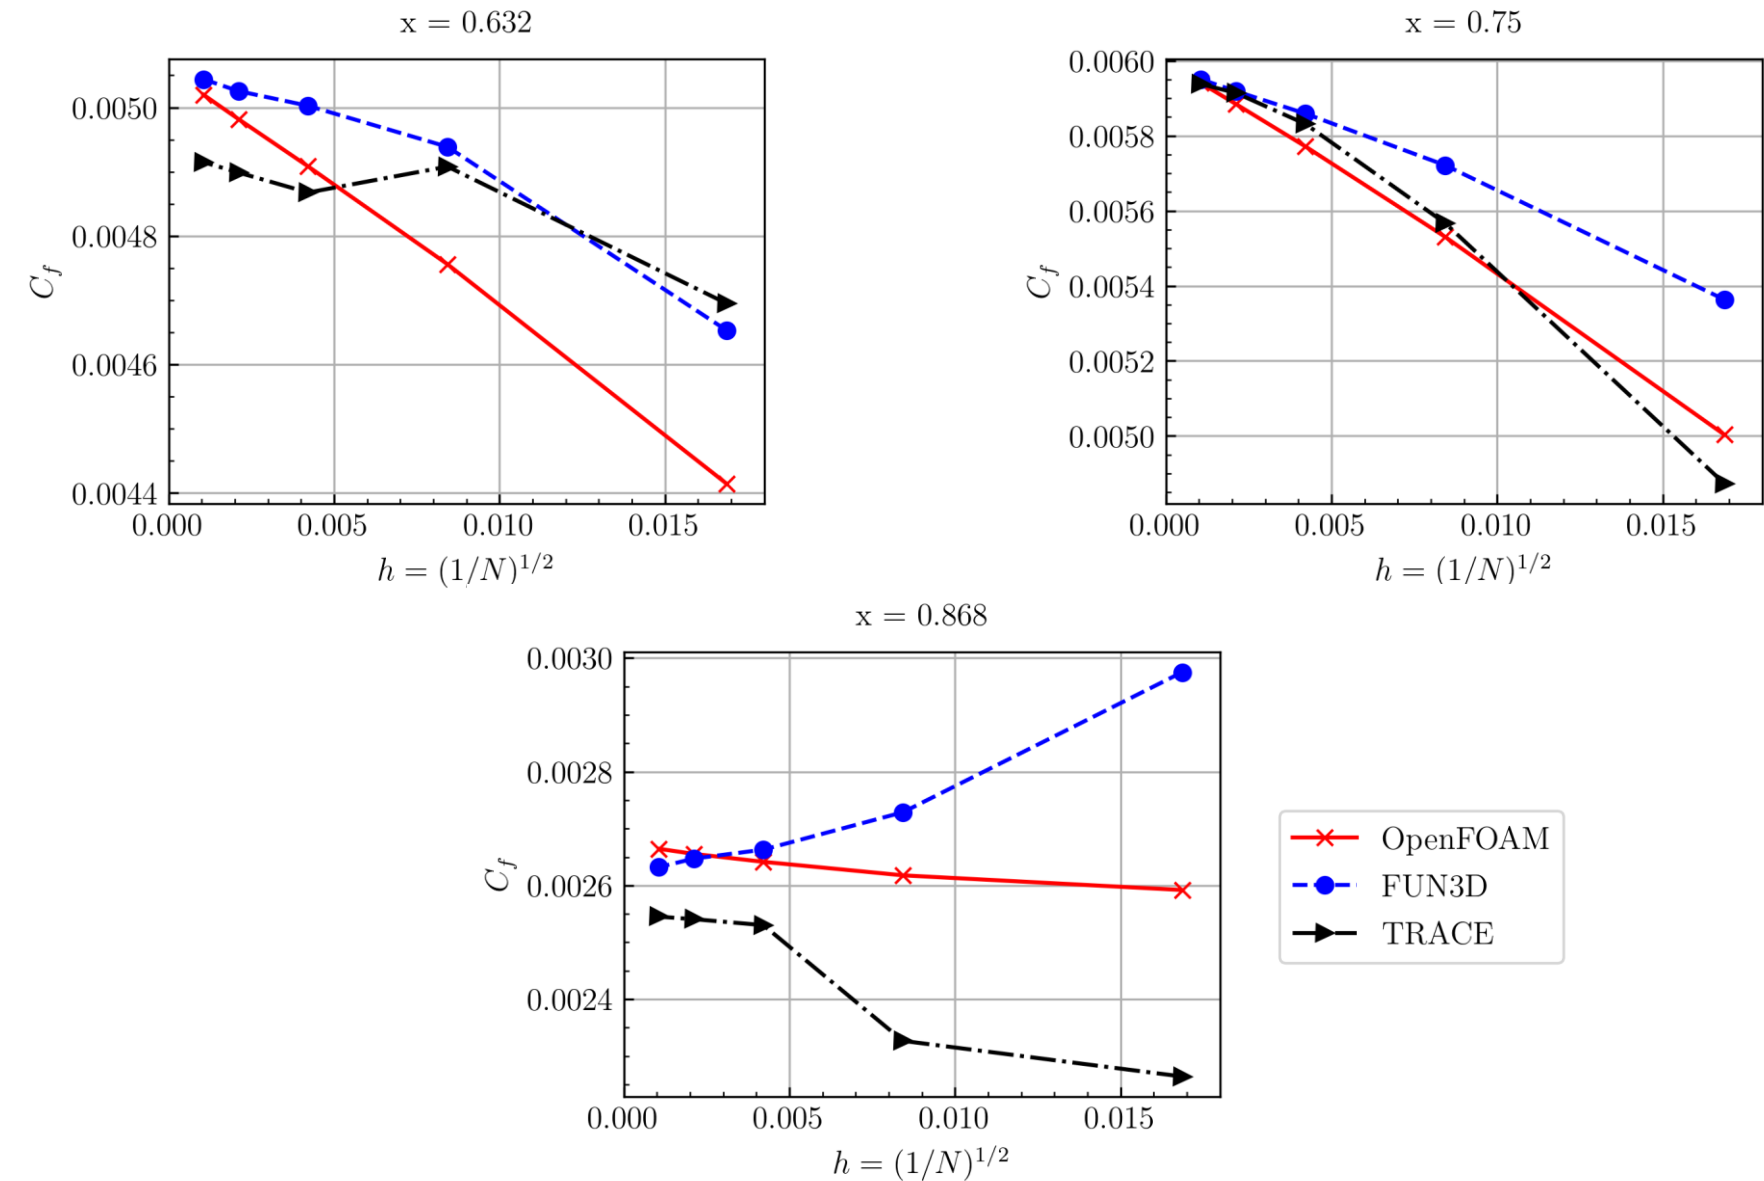 x = 0.632
0.0050
0.0048
0.0046
0.0044
C_f
0.000 0.005 0.010 0.015
h = (1/N)^{1/2}
x = 0.75
0.0060
0.0058
0.0056
0.0054
0.0052
0.0050
C_f
0.000 0.005 0.010 0.015
h = (1/N)^{1/2}
x = 0.868
0.0030
0.0028
0.0026
0.0024
C_f
0.000 0.005 0.010 0.015
h = (1/N)^{1/2}
OpenFOAM
FUN3D
TRACE